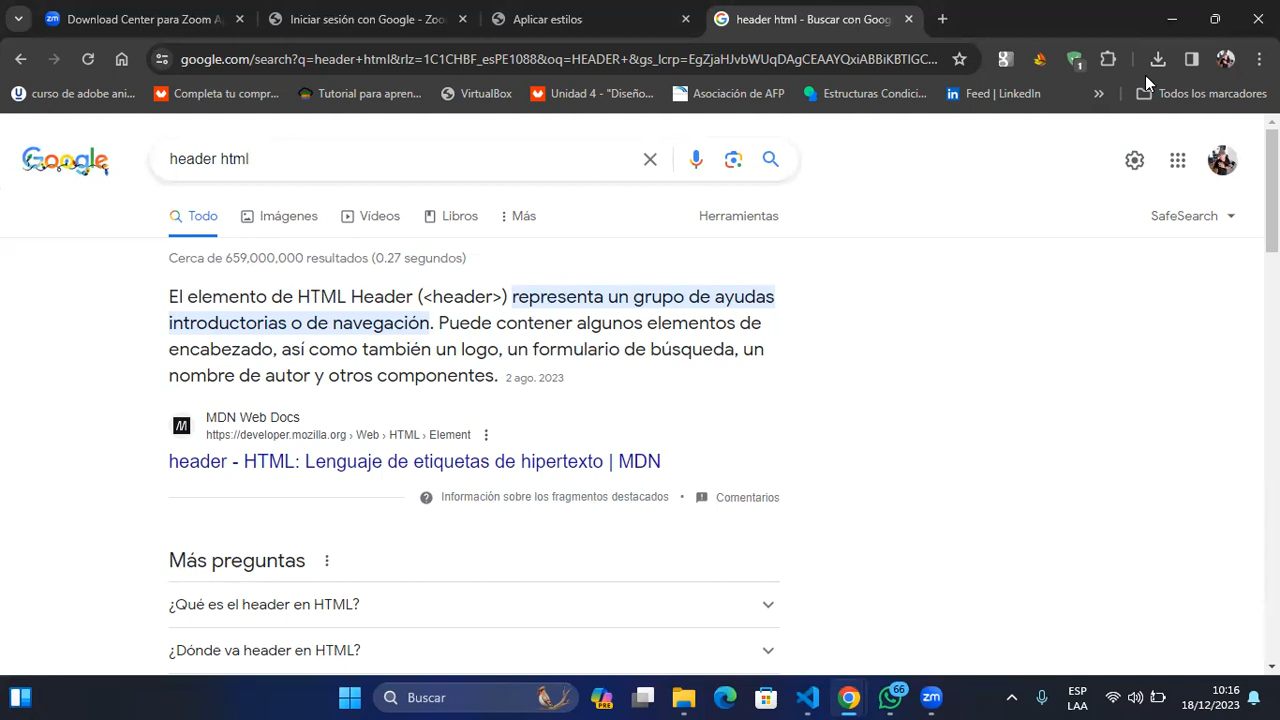 Download Center para Zoom A
Iniciar sesión con Google - Zoo
Aplicar estilos
header html - Buscar con Goog
google.com/search?q=header+html&rlz=1C1CHBF_esPE1088&oq=HEADER+&gs_lcrp=EgZjaHJvbWUqDAgCEAAYQxiABBiKBTIGC...
1
curso de adobe ani...
Completa tu compr...
Tutorial para apren...
VirtualBox
Unidad 4 - "Diseño...
Asociación de AFP
Estructuras Condici...
Feed | LinkedIn
Todos los marcadores
Google
header html
Todo
Imágenes
Videos
Libros
Más
Herramientas
SafeSearch
Cerca de 659,000,000 resultados (0.27 segundos)
El elemento de HTML Header (<header>) representa un grupo de ayudas
introductorias o de navegación. Puede contener algunos elementos de
encabezado, así como también un logo, un formulario de búsqueda, un
nombre de autor y otros componentes. 2 ago. 2023
MDN Web Docs
https://developer.mozilla.org › Web › HTML › Element
header - HTML: Lenguaje de etiquetas de hipertexto | MDN
Información sobre los fragmentos destacados • Comentarios
Más preguntas
¿Qué es el header en HTML?
¿Dónde va header en HTML?
Buscar
PRE
66
zm
ESP
LAA
10:16
18/12/2023